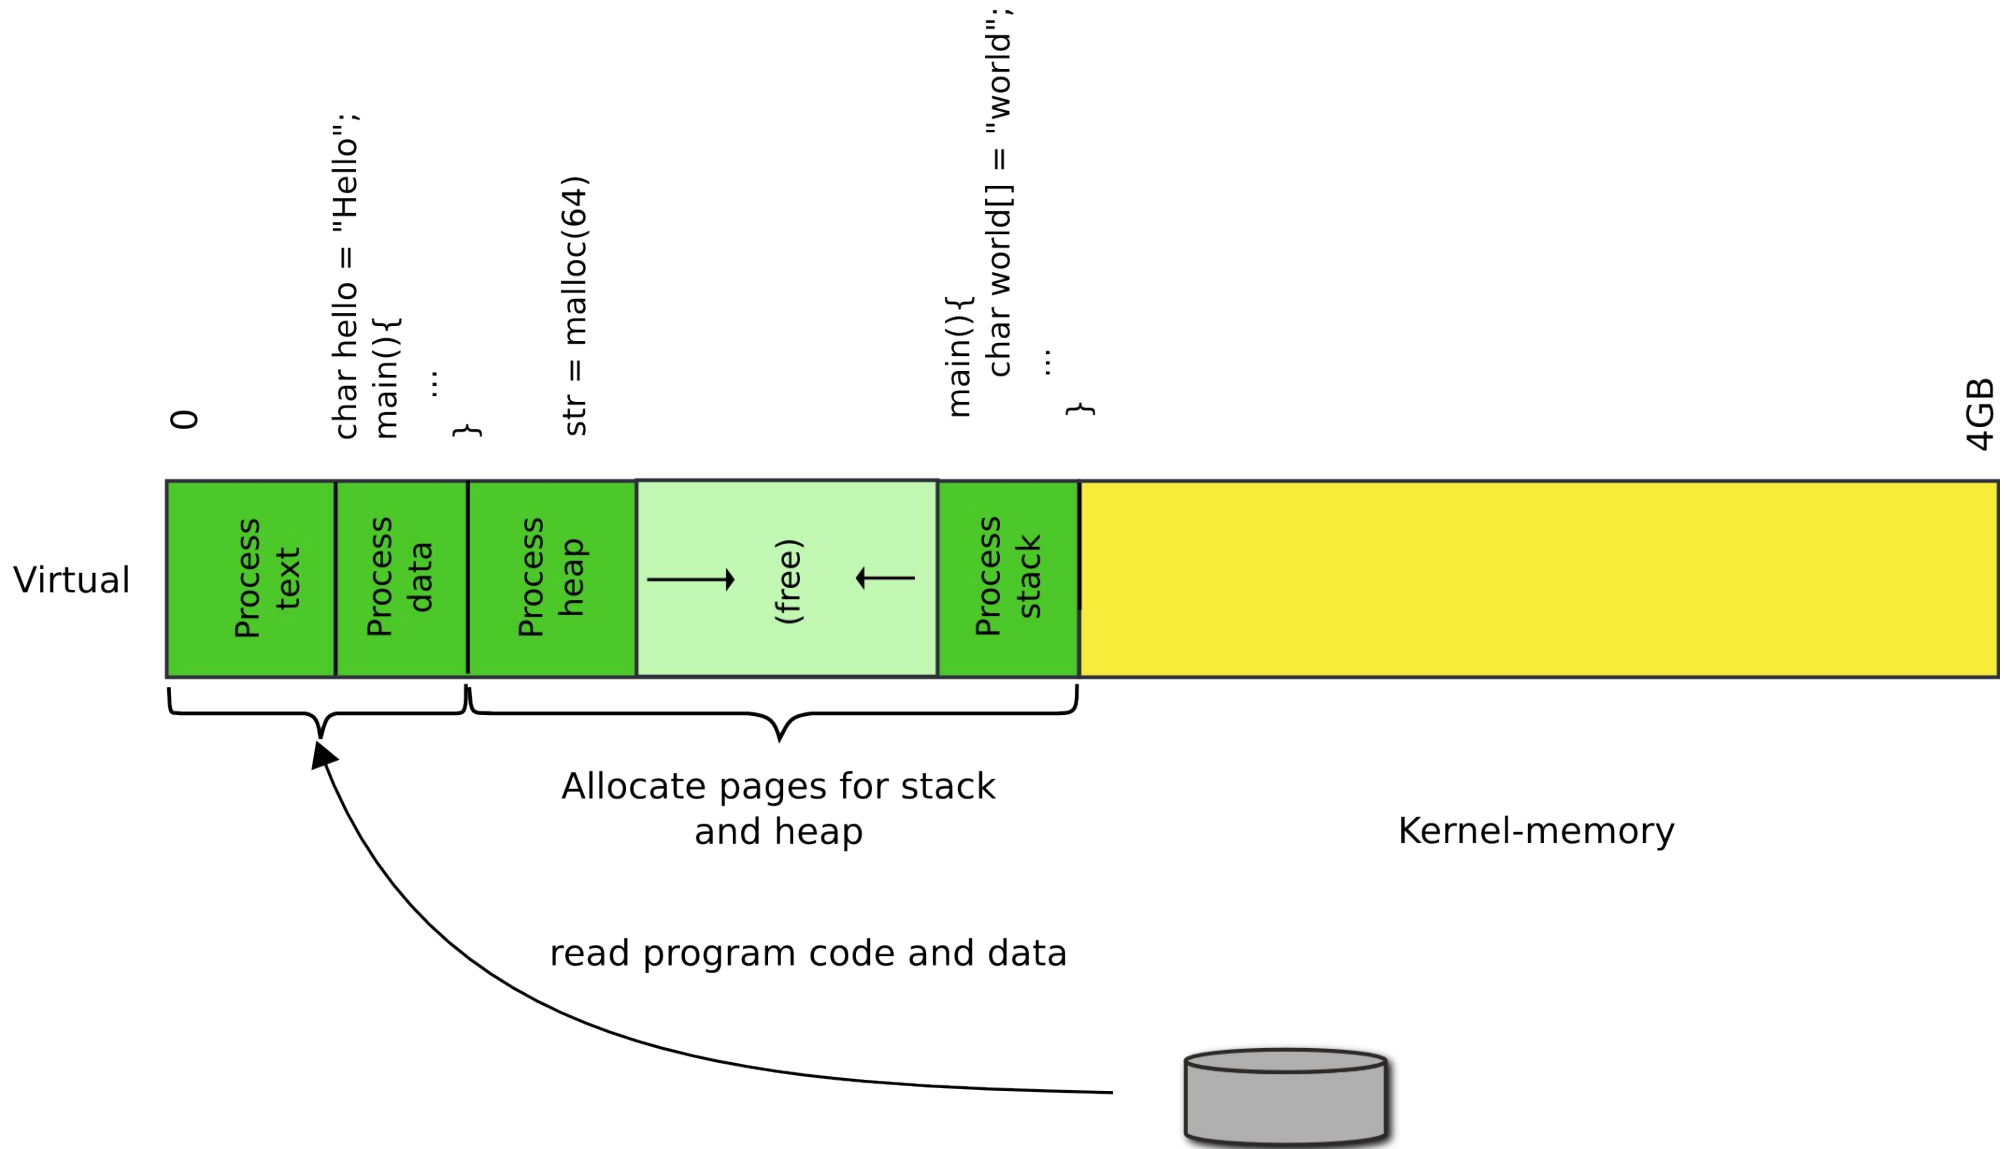 0
char hello = "Hello";
main(){
...
}
str = malloc(64)
main(){
char world[] = "world";
...
}
4GB
Virtual
Process
text
Process
data
Process
heap
(free)
Process
stack
Allocate pages for stack
and heap
Kernel-memory
read program code and data